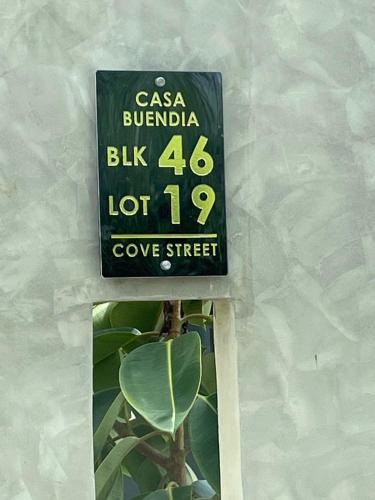 CASA
BUENDIA
BLK 46
LOT 19
COVE STREET